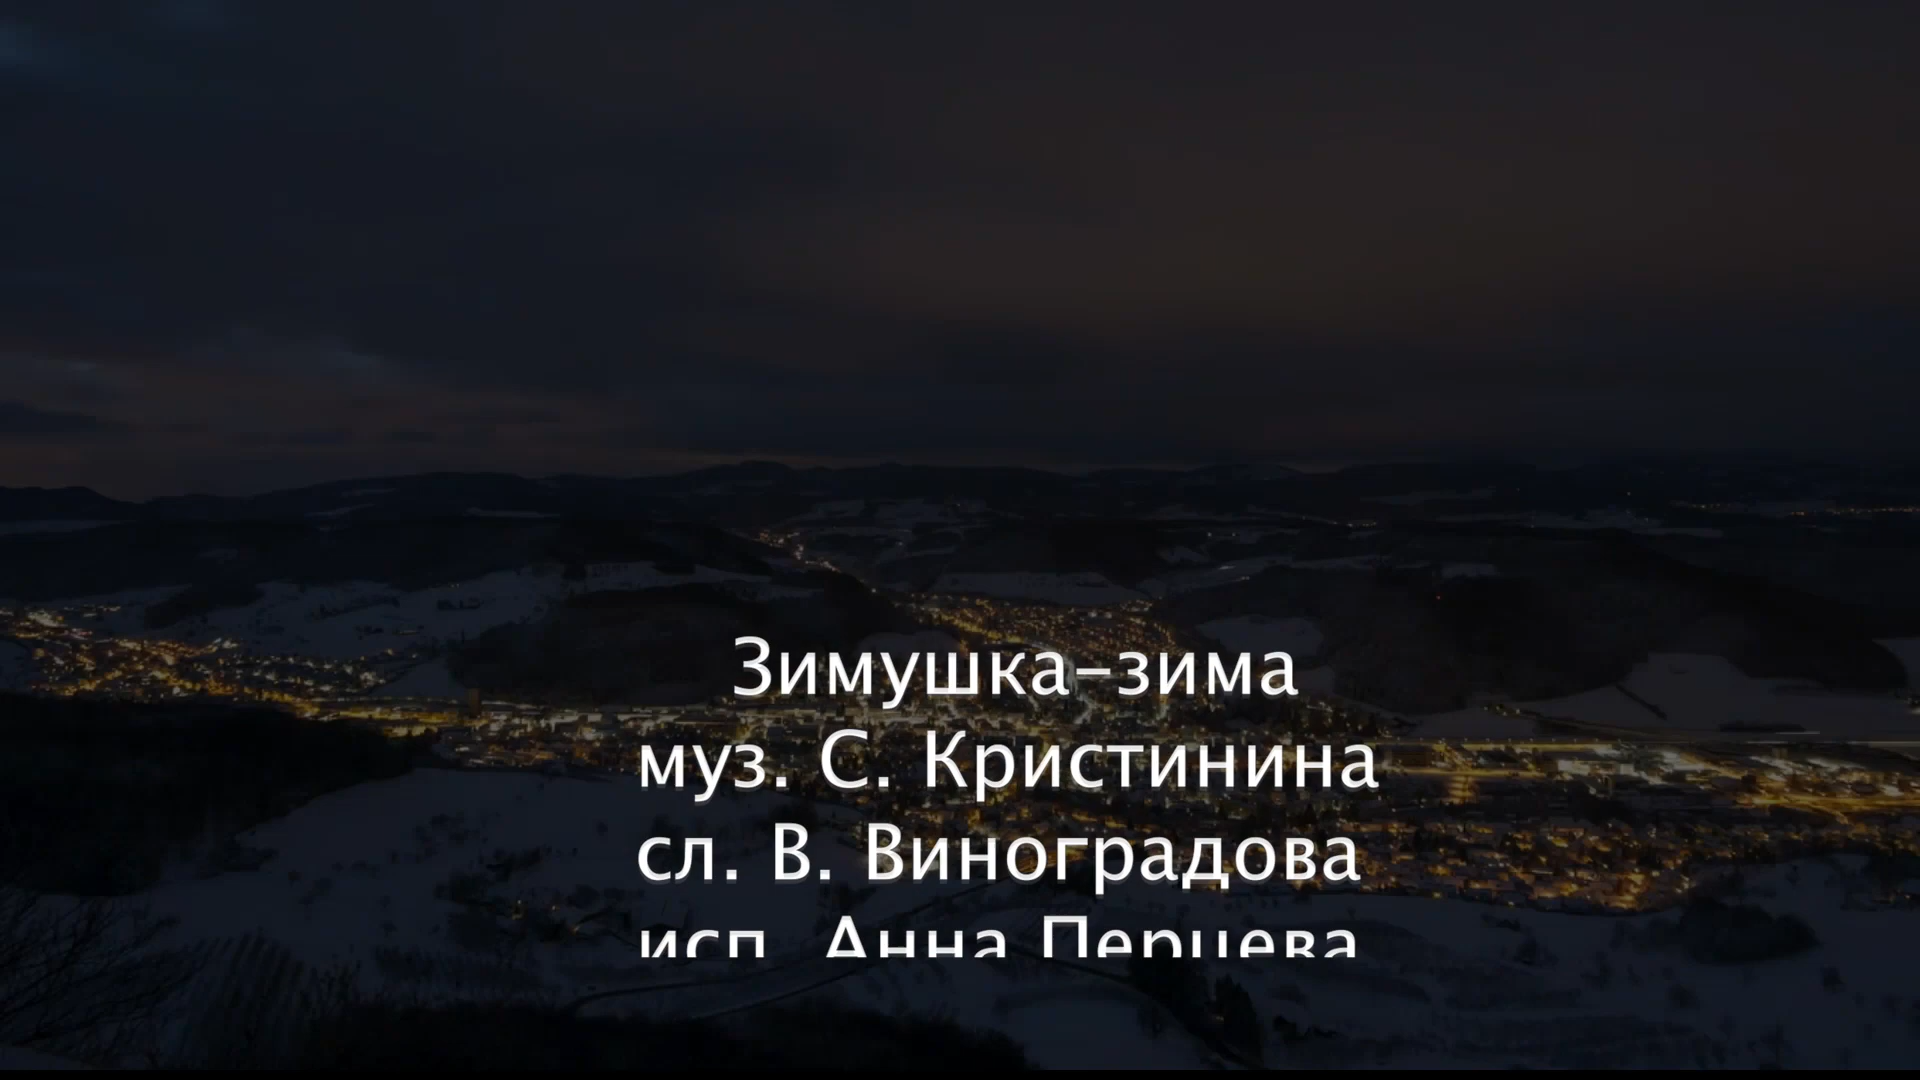 Зимушка-зима
муз. С. Кристинина
сл. В. Виноградова
исп. Анна Перцева